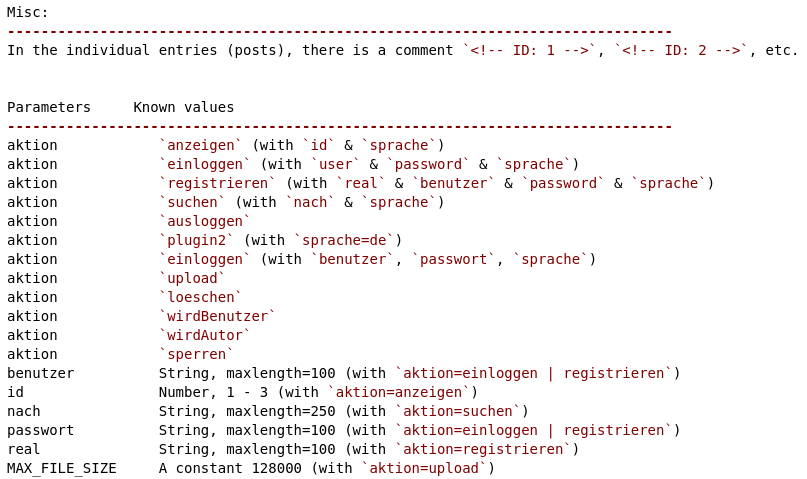 Misc:
-------------------------------------------------------------------------------
In the individual entries (posts), there is a comment `<!-- ID: 1 -->`, `<!-- ID: 2 -->`, etc.
Parameters     Known values
-------------------------------------------------------------------------------
aktion            `anzeigen` (with `id` & `sprache`)
aktion            `einloggen` (with `user` & `password` & `sprache`)
aktion            `registrieren` (with `real` & `benutzer` & `password` & `sprache`)
aktion            `suchen` (with `nach` & `sprache`)
aktion            `ausloggen`
aktion            `plugin2` (with `sprache=de`)
aktion            `einloggen` (with `benutzer`, `passwort`, `sprache`)
aktion            `upload`
aktion            `loeschen`
aktion            `wirdBenutzer`
aktion            `wirdAutor`
aktion            `sperren`
benutzer          String, maxlength=100 (with `aktion=einloggen | registrieren`)
id                Number, 1 - 3 (with `aktion=anzeigen`)
nach              String, maxlength=250 (with `aktion=suchen`)
passwort          String, maxlength=100 (with `aktion=einloggen | registrieren`)
real              String, maxlength=100 (with `aktion=registrieren`)
MAX_FILE_SIZE     A constant 128000 (with `aktion=upload`)